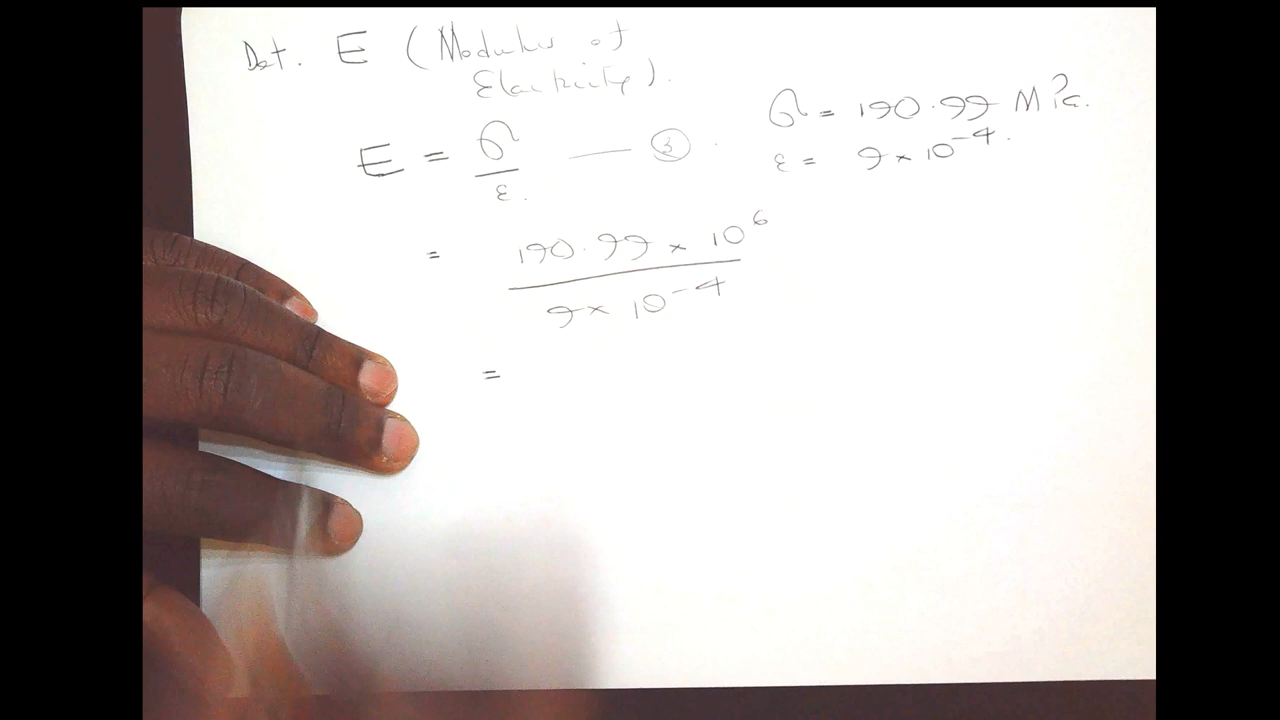 Det. E (Modulus of
Elasticity).
σ = 190.99 MPa.
ε = 9 × 10⁻⁴.
E = σ/ε. — ③.
= 190.99 × 10⁶
9 × 10⁻⁴
=